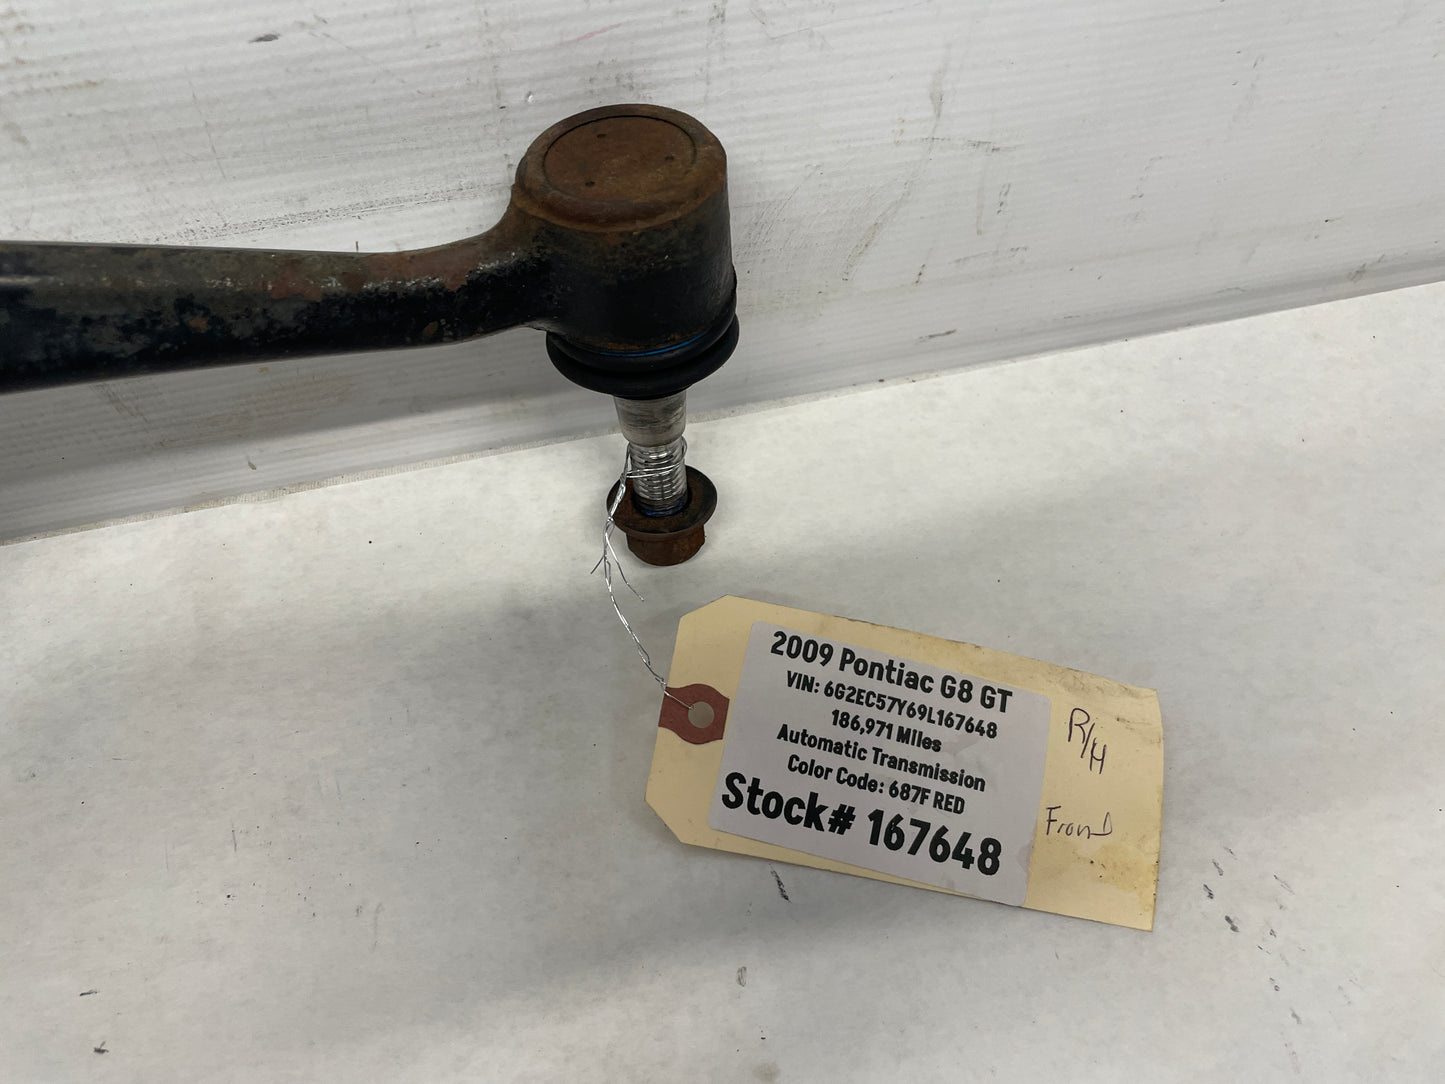 2009 Pontiac G8 GT
VIN: 6G2EC57Y69L167648
186,971 Miles
Automatic Transmission
Color Code: 687F RED
Stock# 167648
R/H
Front